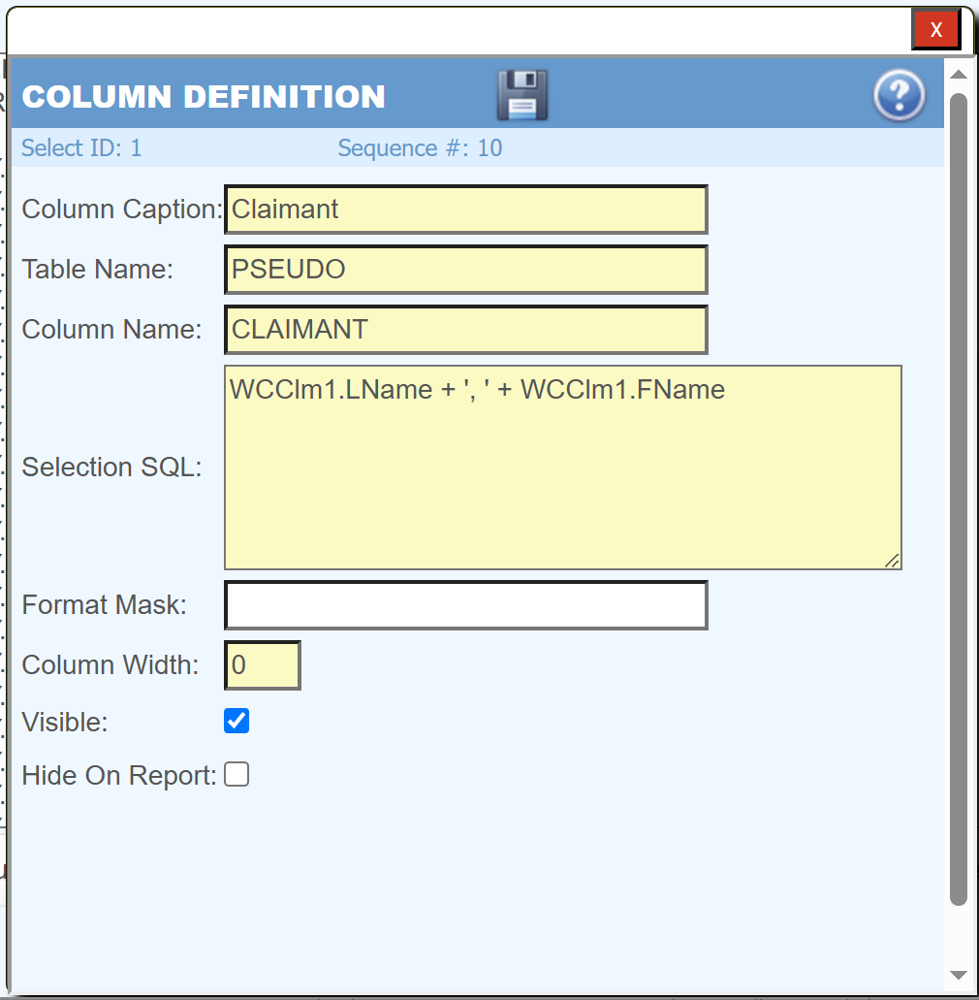 X
COLUMN DEFINITION
?
Select ID: 1 Sequence #: 10
Column Caption: Claimant
Table Name: PSEUDO
Column Name: CLAIMANT
Selection SQL: WCClm1.LName + ', ' + WCClm1.FName
Format Mask:
Column Width: 0
Visible:
Hide On Report: